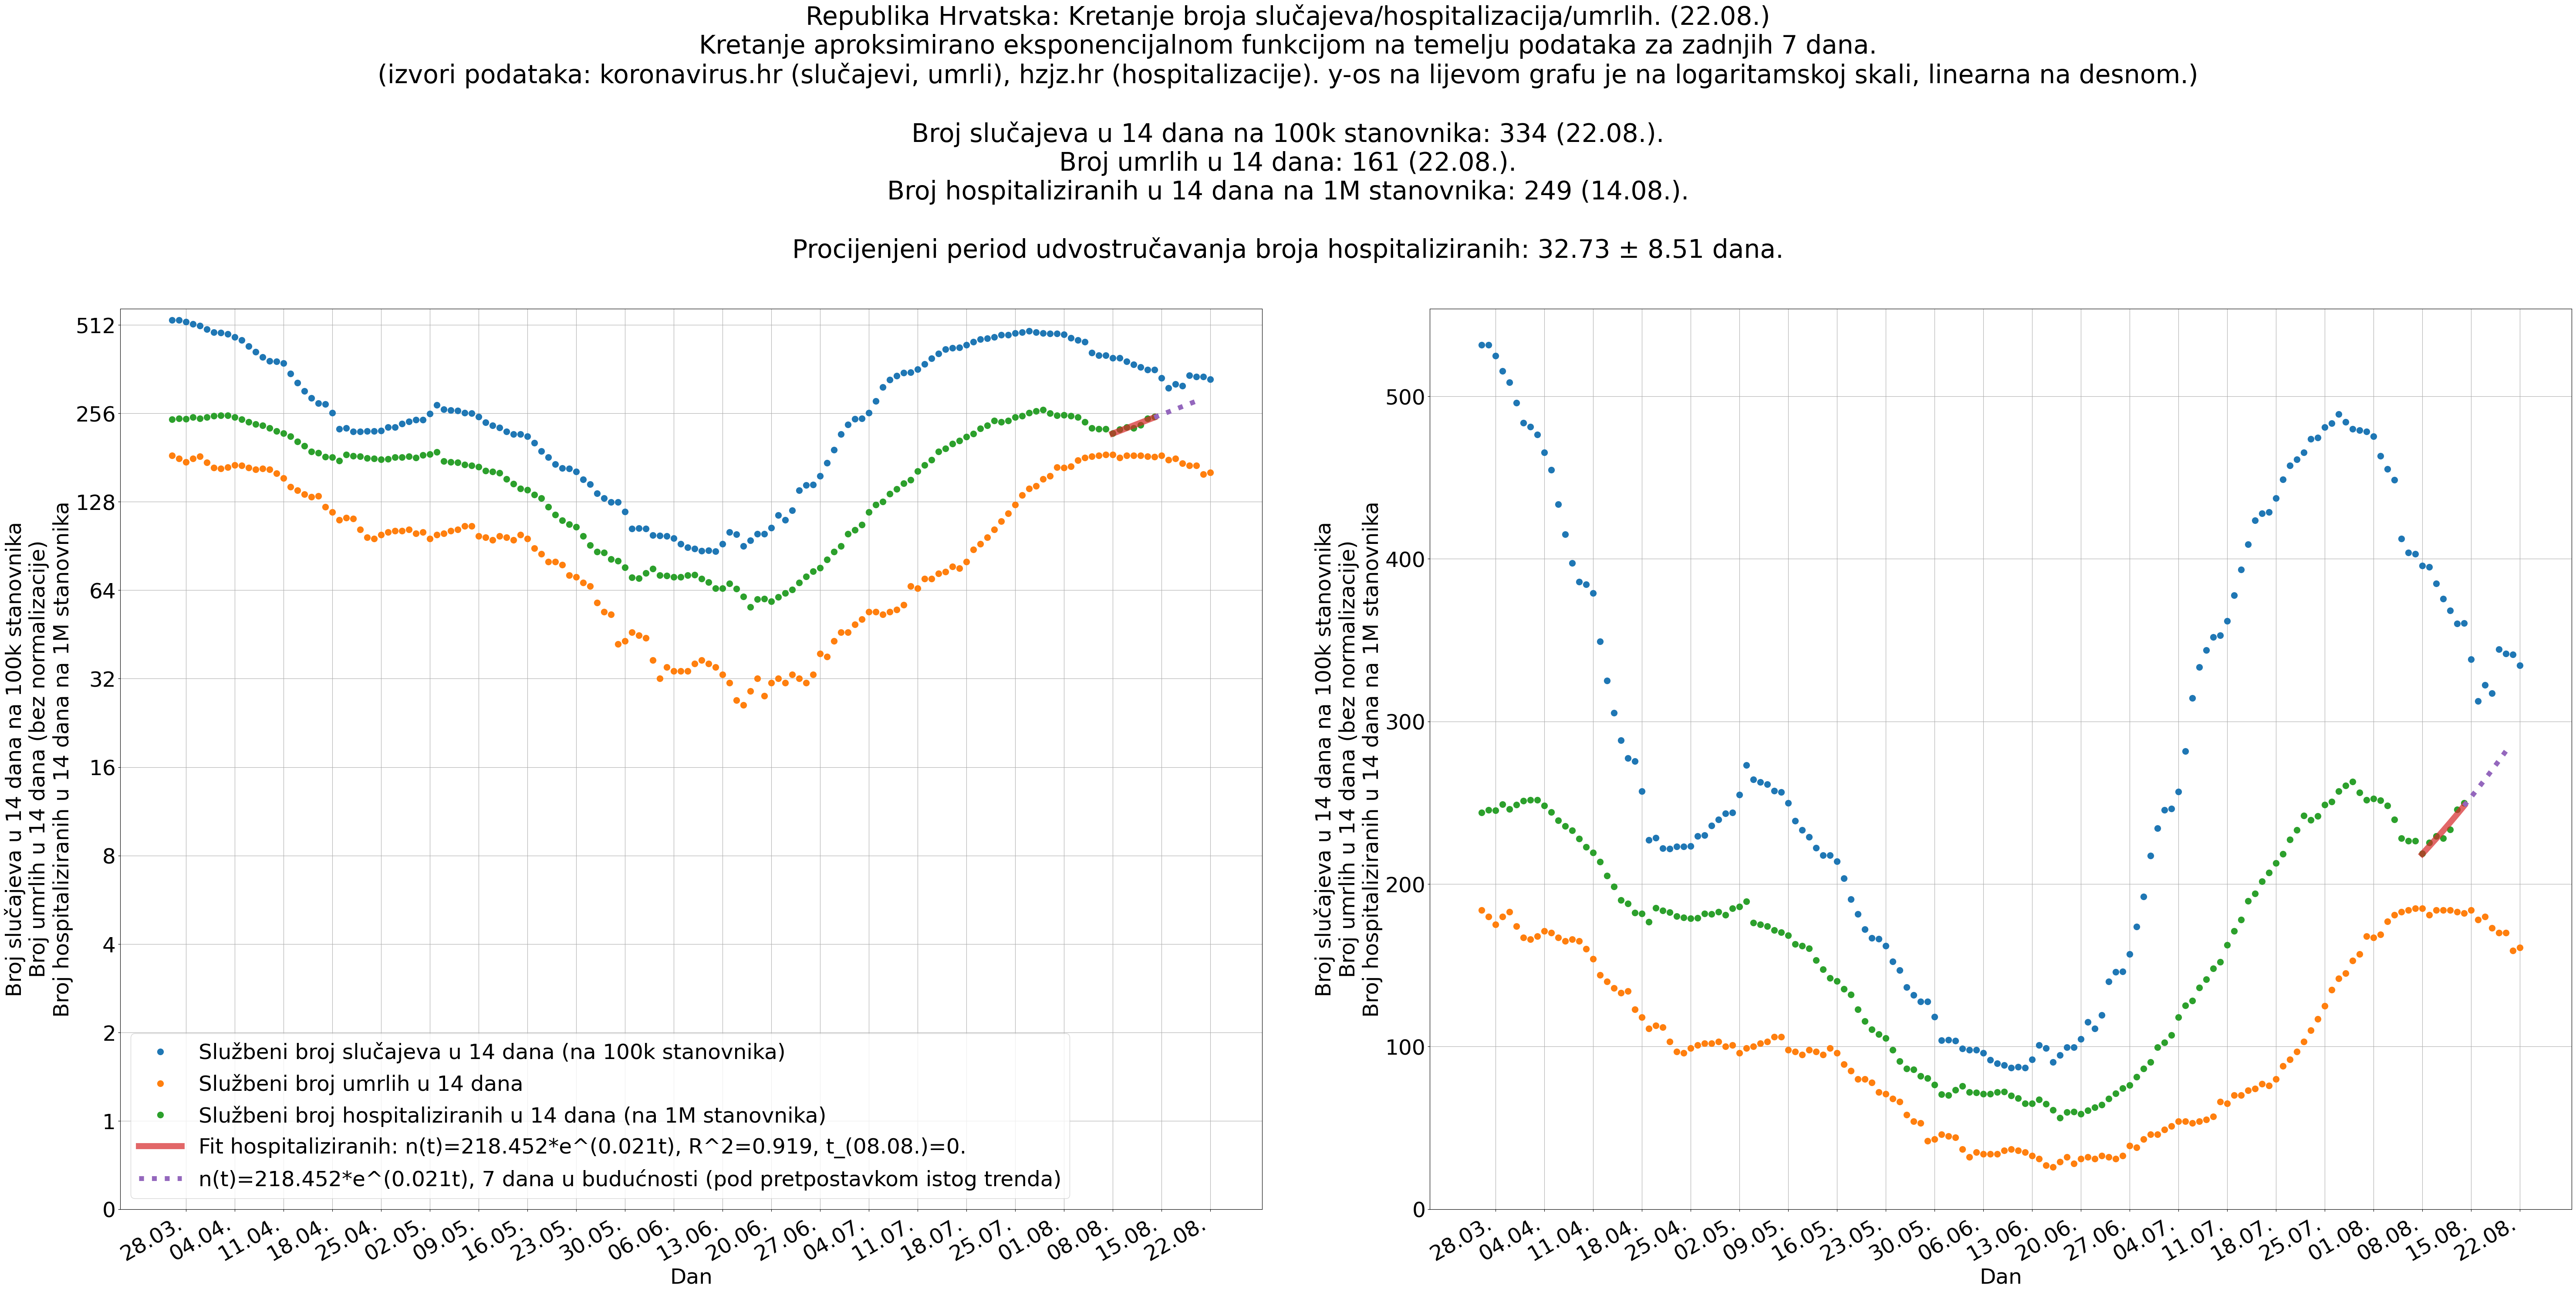 Republika Hrvatska: Kretanje broja slučajeva/hospitalizacija/umrlih. (22.08.)
Kretanje aproksimirano eksponencijalnom funkcijom na temelju podataka za zadnjih 7 dana.
(izvori podataka: koronavirus.hr (slučajevi, umrli), hzjz.hr (hospitalizacije). y-os na lijevom grafu je na logaritamskoj skali, linearna na desnom.)
Broj slučajeva u 14 dana na 100k stanovnika: 334 (22.08.).
Broj umrlih u 14 dana: 161 (22.08.).
Broj hospitaliziranih u 14 dana na 1M stanovnika: 249 (14.08.).
Procijenjeni period udvostručavanja broja hospitaliziranih: 32.73 ± 8.51 dana.
Broj slučajeva u 14 dana na 100k stanovnika
Broj umrlih u 14 dana (bez normalizacije)
Broj hospitaliziranih u 14 dana na 1M stanovnika
512
256
128
64
32
16
8
4
2
1
0
Službeni broj slučajeva u 14 dana (na 100k stanovnika)
Službeni broj umrlih u 14 dana
Službeni broj hospitaliziranih u 14 dana (na 1M stanovnika)
Fit hospitaliziranih: n(t)=218.452*e^(0.021t), R^2=0.919, t_(08.08.)=0.
n(t)=218.452*e^(0.021t), 7 dana u budućnosti (pod pretpostavkom istog trenda)
28.03. 04.04. 11.04. 18.04. 25.04. 02.05. 09.05. 16.05. 23.05. 30.05. 06.06. 13.06. 20.06. 27.06. 04.07. 11.07. 18.07. 25.07. 01.08. 08.08. 15.08. 22.08.
Dan
Broj slučajeva u 14 dana na 100k stanovnika
Broj umrlih u 14 dana (bez normalizacije)
Broj hospitaliziranih u 14 dana na 1M stanovnika
500
400
300
200
100
0
28.03. 04.04. 11.04. 18.04. 25.04. 02.05. 09.05. 16.05. 23.05. 30.05. 06.06. 13.06. 20.06. 27.06. 04.07. 11.07. 18.07. 25.07. 01.08. 08.08. 15.08. 22.08.
Dan